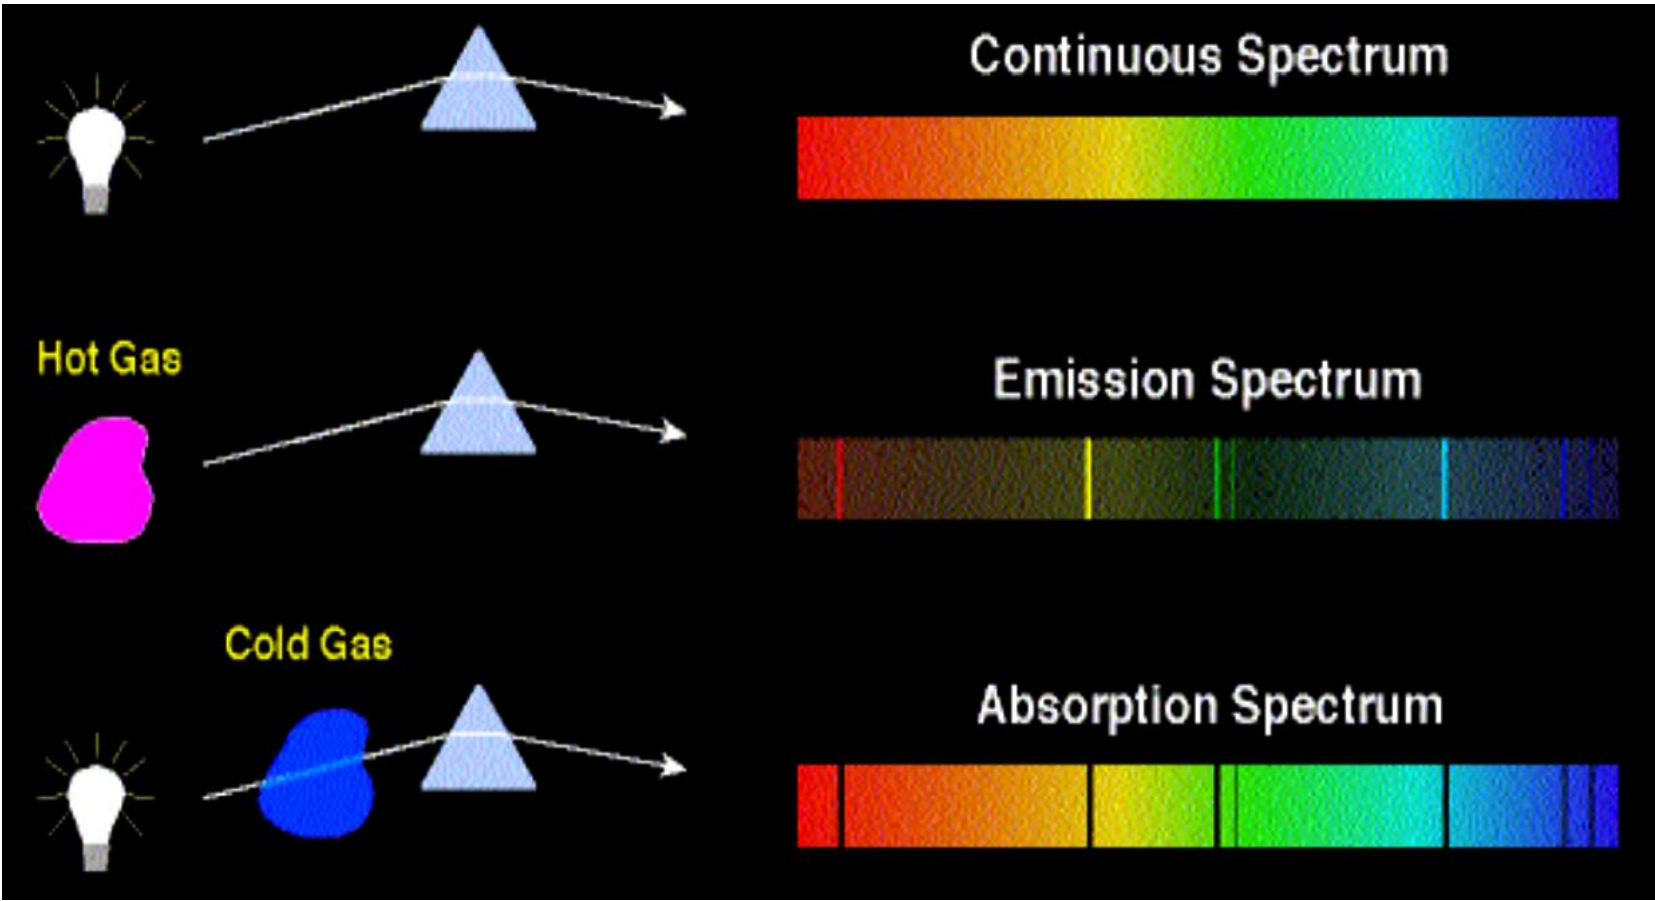 Continuous Spectrum
Hot Gas
Emission Spectrum
Cold Gas
Absorption Spectrum